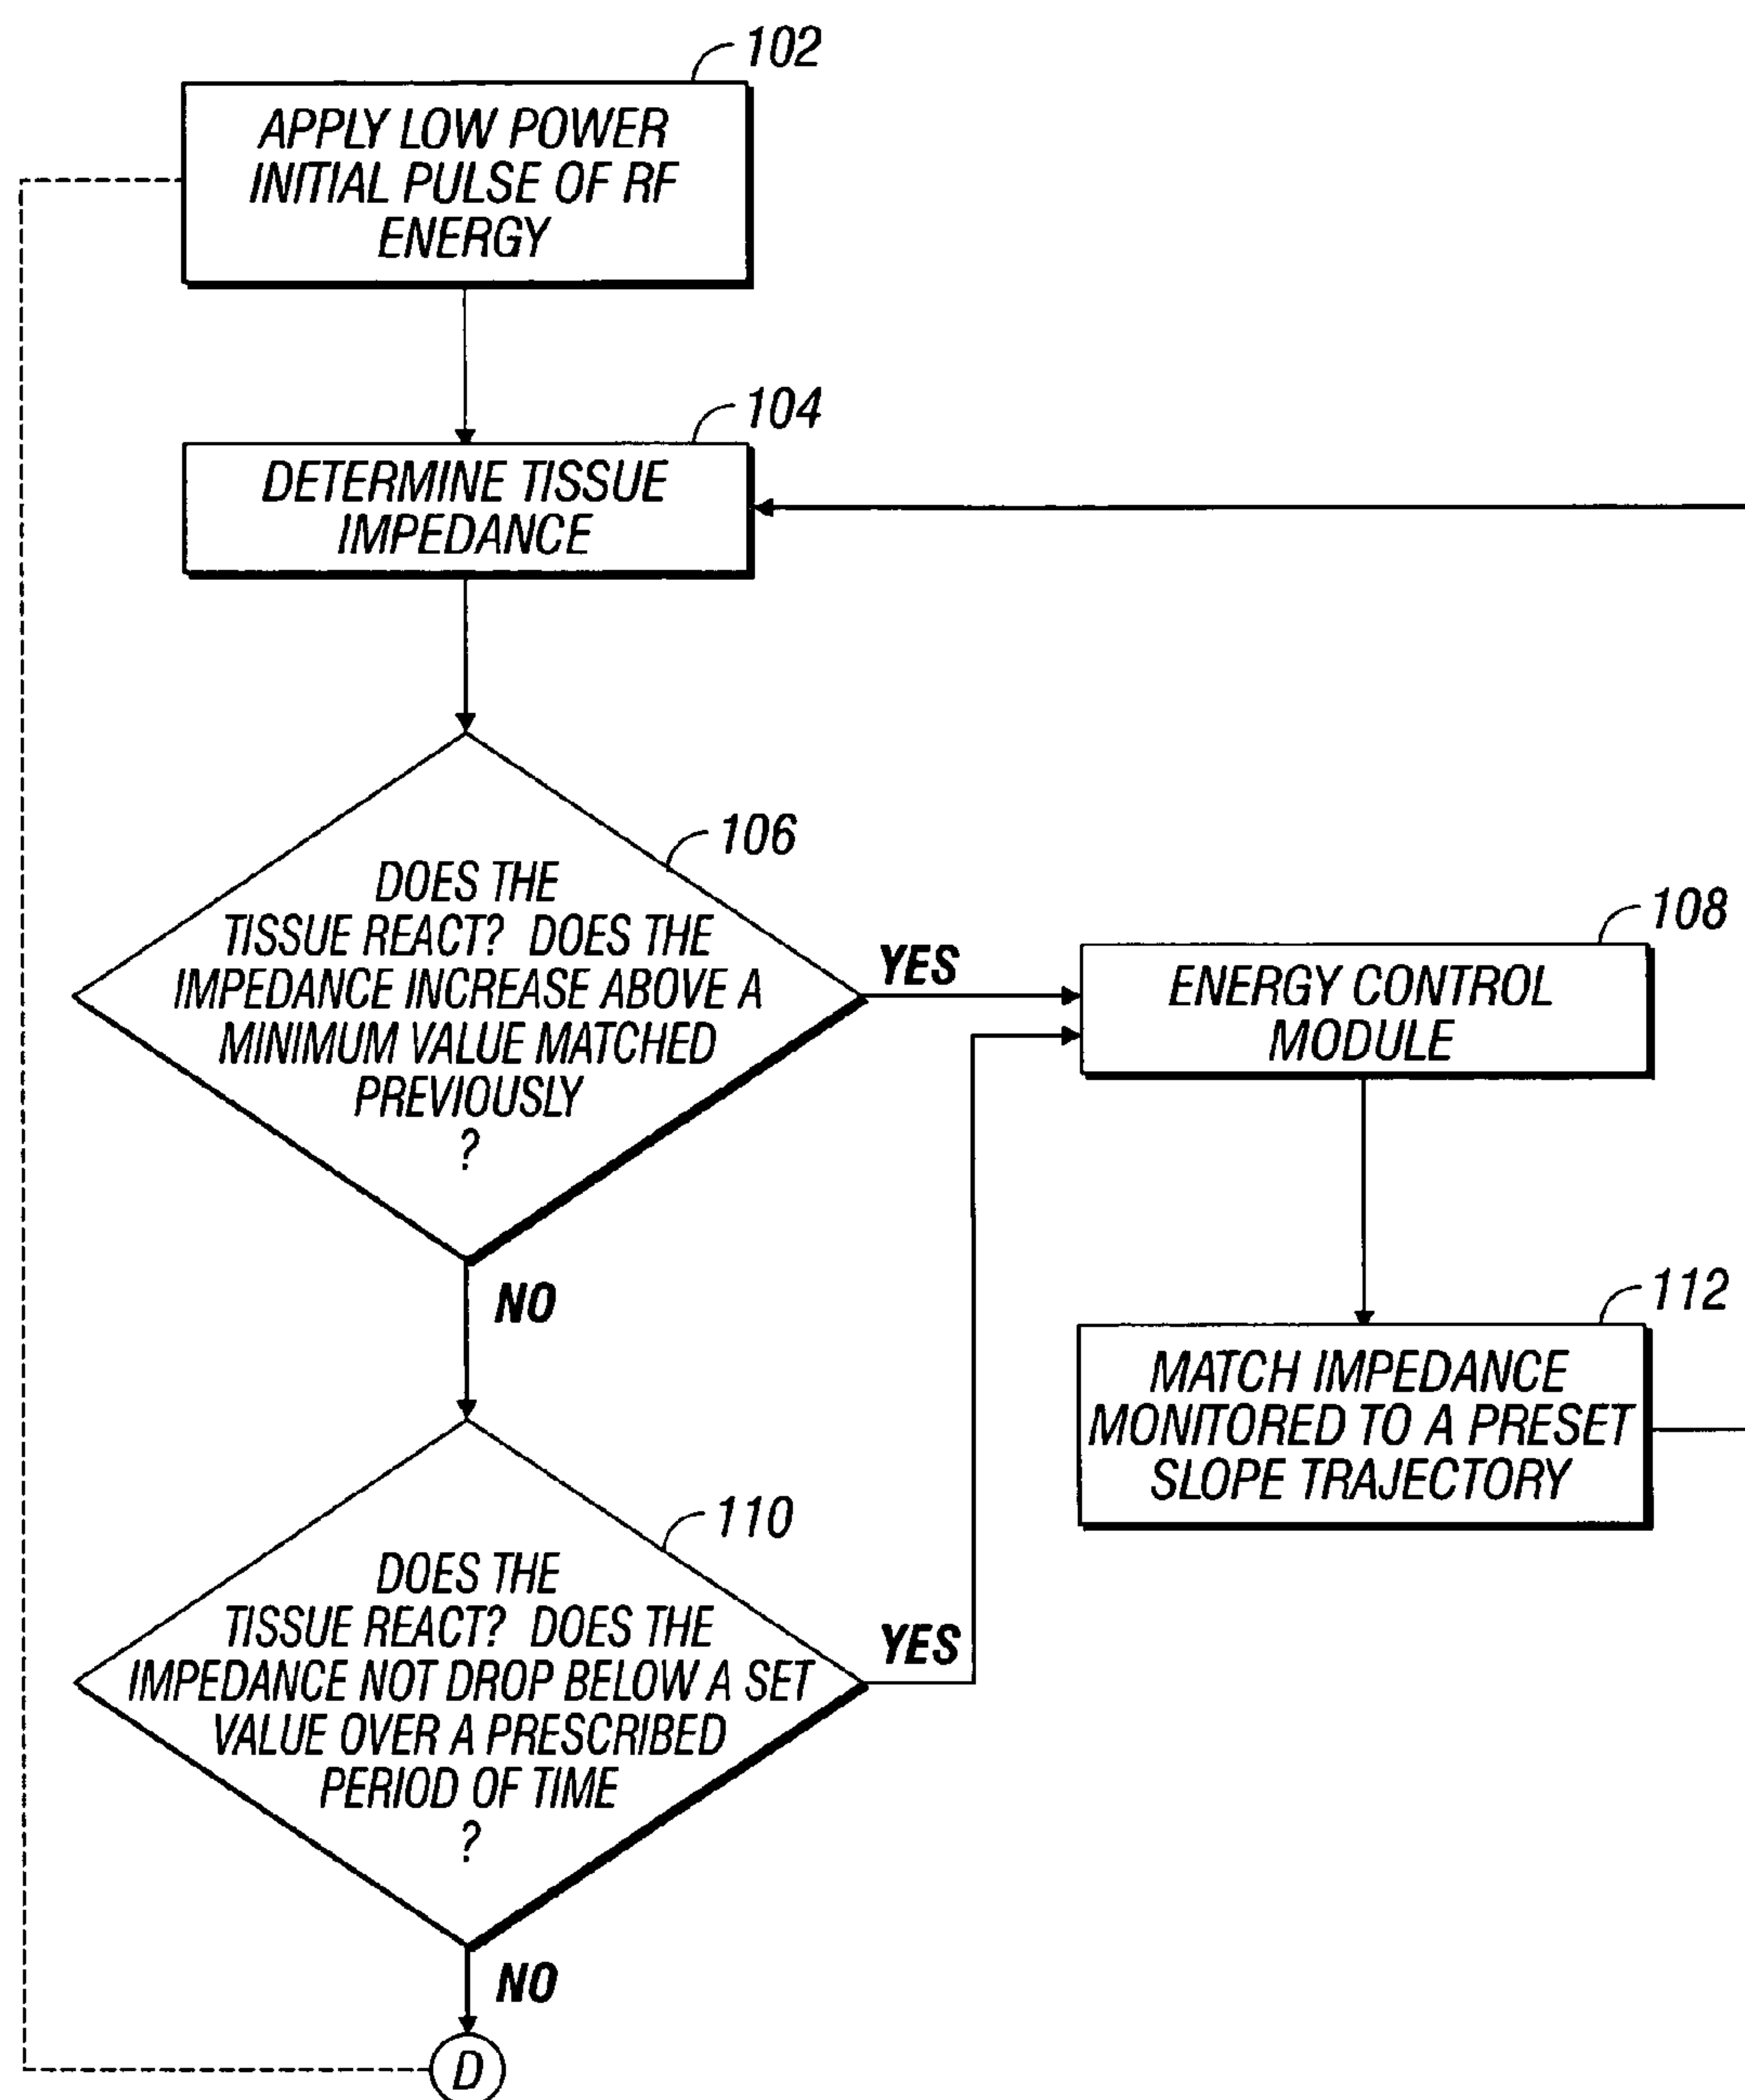 102
APPLY LOW POWER
INITIAL PULSE OF RF
ENERGY
104
DETERMINE TISSUE
IMPEDANCE
106
DOES THE
TISSUE REACT? DOES THE
IMPEDANCE INCREASE ABOVE A
MINIMUM VALUE MATCHED
PREVIOUSLY
?
YES
108
ENERGY CONTROL
MODULE
NO
112
MATCH IMPEDANCE
MONITORED TO A PRESET
SLOPE TRAJECTORY
110
DOES THE
TISSUE REACT? DOES THE
IMPEDANCE NOT DROP BELOW A SET
VALUE OVER A PRESCRIBED
PERIOD OF TIME
?
YES
NO
D